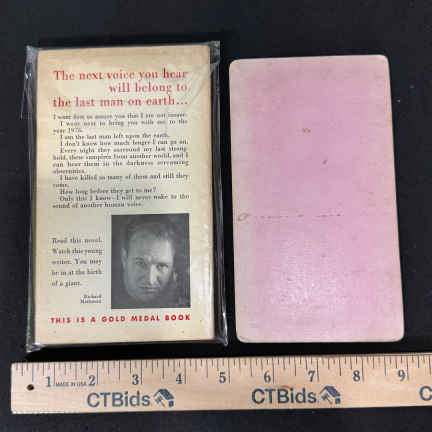 The next voice you hear
will belong to
the last man on earth...
I want first to assure you that I am not insane.
I want next to bring you with me to the
year 1976.
I am the last man left upon the earth.
I don't know how much longer I can go on.
Every night they surround my last strong-
hold, these vampires from another world, and I
can hear them in the darkness screaming
obscenities.
I have killed so many of them and still they
come.
How long before they get to me?
Only this I know—I will never wake to the
sound of another human voice.
Read this novel.
Watch this young
writer. You may
be in at the birth
of a giant.
Richard
Matheson
THIS IS A GOLD MEDAL BOOK
1 MADE IN USA 2 3 4 5 6 7 8 9
CTBids CTBids